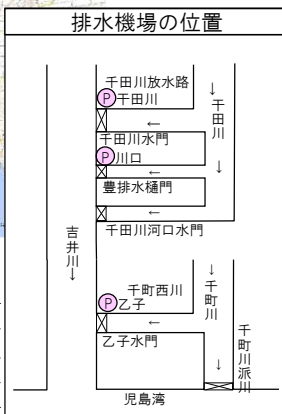 排水機場の位置
千田川放水路
P 干田川
↓
干田川
↓
←
千田川水門
P 川口
←
豊排水樋門
←
千田川河口水門
吉井川→
千町西川
P 乙子
←
乙子水門
↓
千町川
↓
千町川派川
児島湾